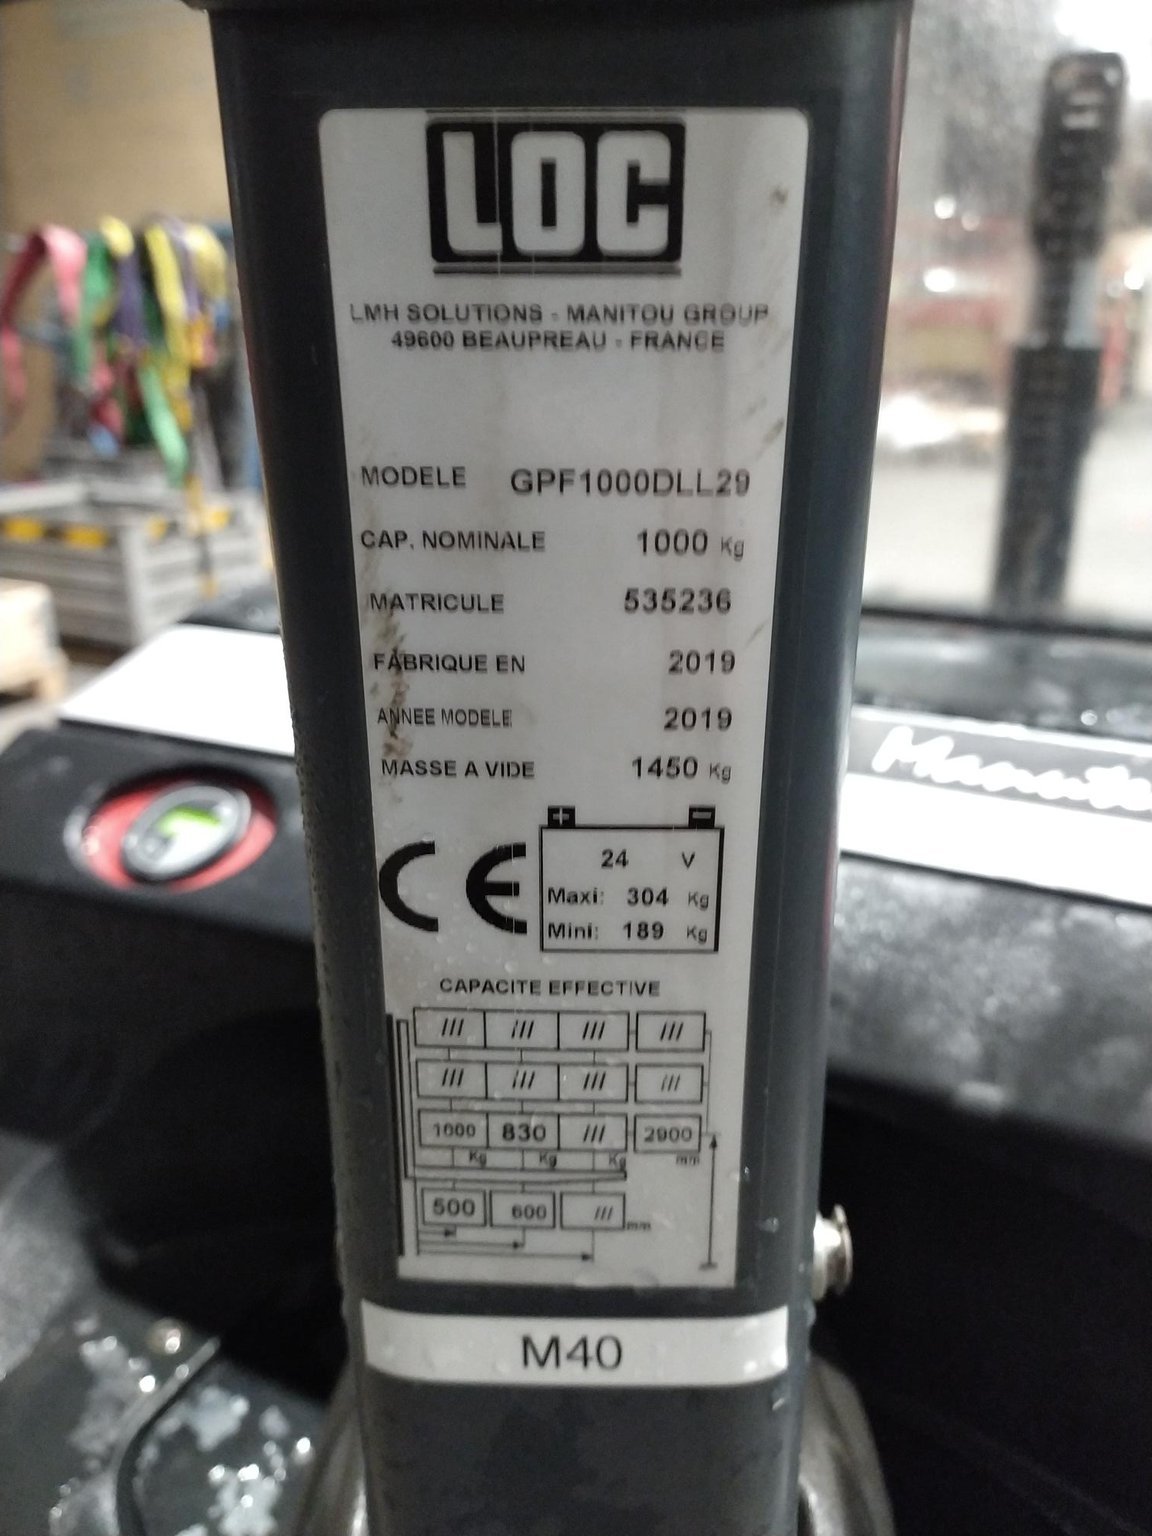 LOC
LMH SOLUTIONS - MANITOU GROUP
49600 BEAUPREAU - FRANCE
MODELE GPF1000DLL29
CAP. NOMINALE 1000 Kg
MATRICULE 535236
FABRIQUE EN 2019
ANNEE MODELE 2019
MASSE A VIDE 1450 Kg
+ -
CE
24 V
Maxi: 304 Kg
Mini: 189 Kg
CAPACITE EFFECTIVE
/// /// /// ///
/// /// /// ///
1000 830 /// 2900
Kg Kg Kg mm
500 600 /// mm
M40
Manitou